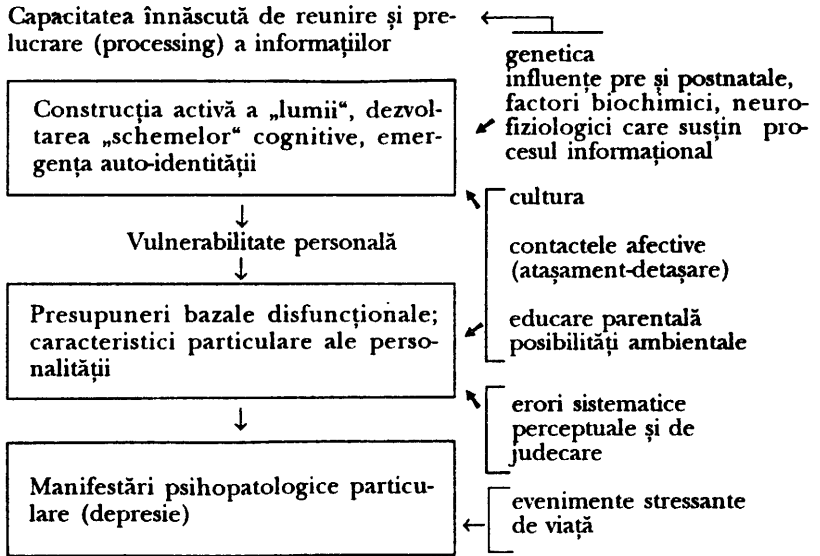 Capacitatea înnăscută de reunire și pre-
lucrare (processing) a informațiilor
genetica
influențe pre și postnatale,
factori biochimici, neuro-
fiziologici care susțin pro-
cesul informațional
Construcția activă a „lumii“, dezvol-
tarea „schemelor“ cognitive, emer-
gența auto-identității
cultura
contactele afective
(atașament-detașare)
educare parentală
posibilități ambientale
Vulnerabilitate personală
Presupuneri bazale disfuncționale;
caracteristici particulare ale perso-
nalității
erori sistematice
perceptuale și de
judecare
Manifestări psihopatologice particu-
lare (depresie)
evenimente stressante
de viață